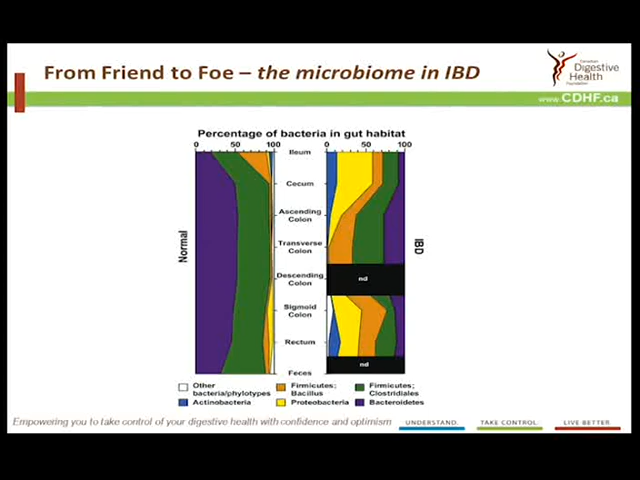 From Friend to Foe – the microbiome in IBD
Canadian
Digestive
Health
Foundation
www.CDHF.ca
Percentage of bacteria in gut habitat
0 50 100
0 50 100
Normal
IBD
Ileum
Cecum
Ascending
Colon
Transverse
Colon
Descending
Colon
nd
Sigmoid
Colon
Rectum
nd
Feces
Other
bacteria/phylotypes
Firmicutes;
Bacillus
Firmicutes;
Clostridiales
Actinobacteria
Proteobacteria
Bacteroidetes
Empowering you to take control of your digestive health with confidence and optimism
UNDERSTAND.
TAKE CONTROL.
LIVE BETTER.